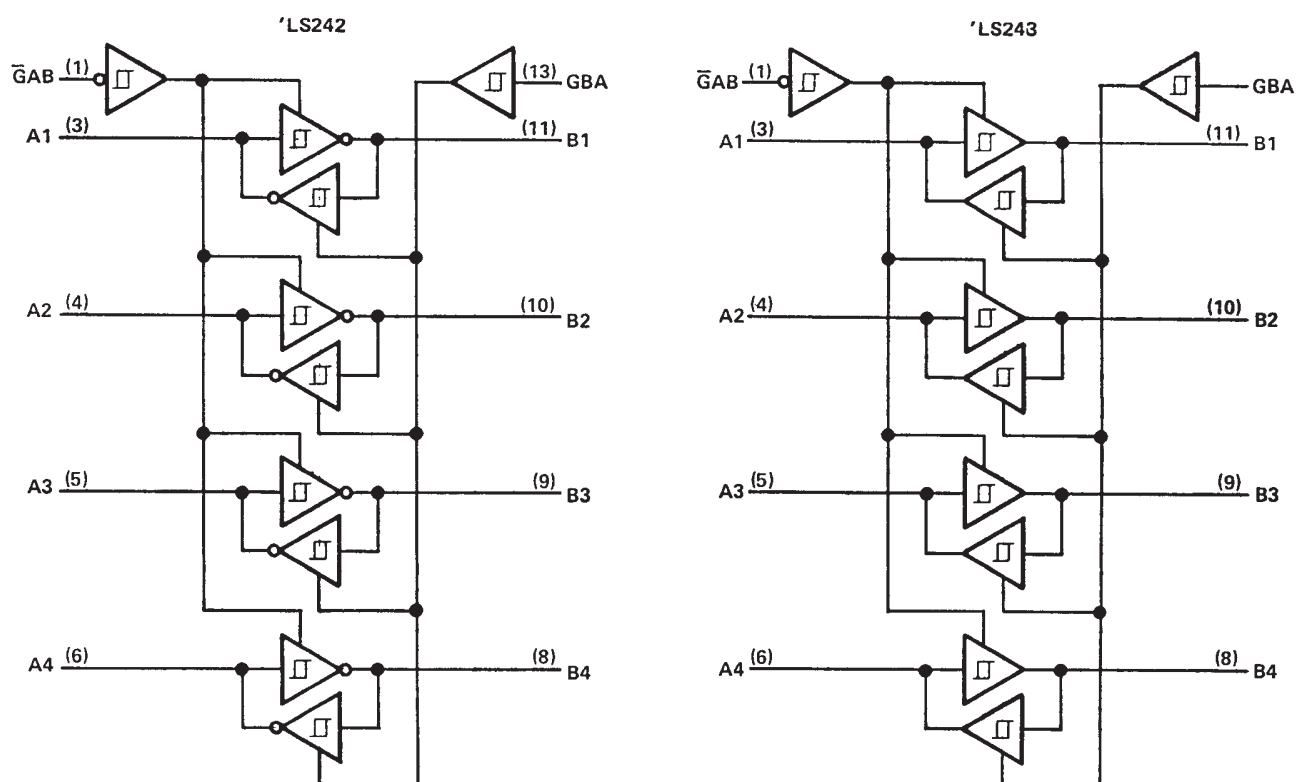 'LS242
G̅AB (1)
(13) GBA
A1 (3)
(11) B1
A2 (4)
(10) B2
A3 (5)
(9) B3
A4 (6)
(8) B4
'LS243
G̅AB (1)
GBA
A1 (3)
(11) B1
A2 (4)
(10) B2
A3 (5)
(9) B3
A4 (6)
(8) B4